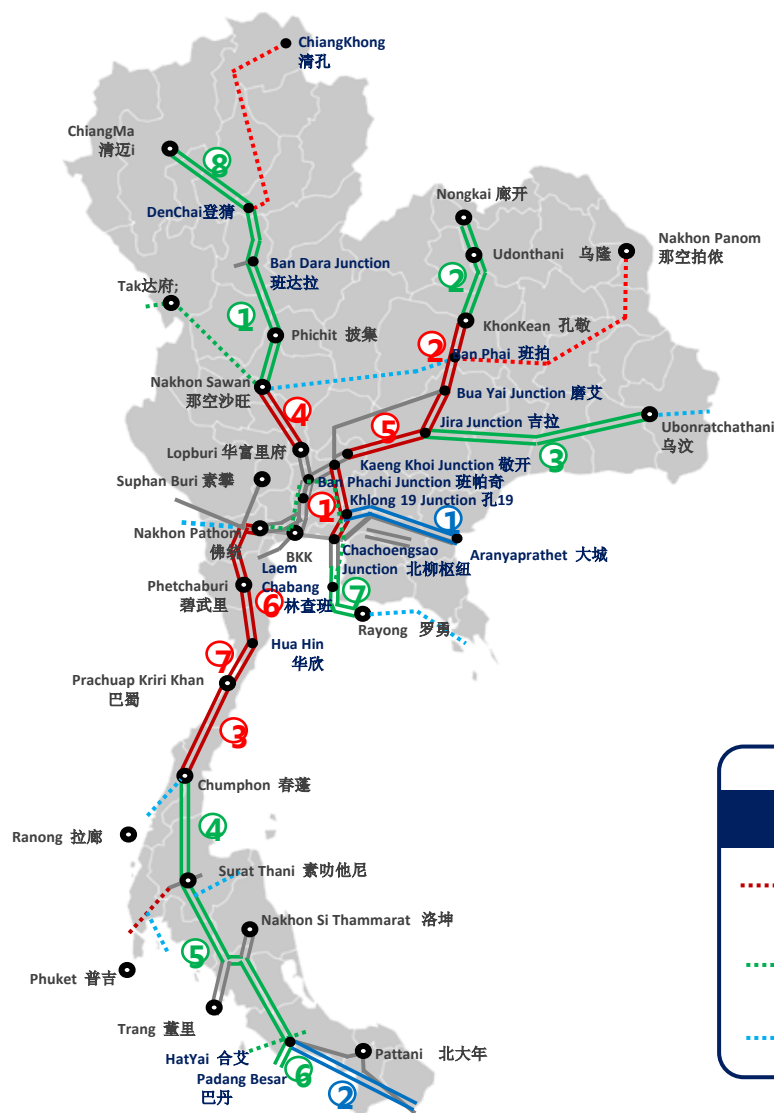 ChiangKhong
清孔
ChiangMa
清迈i
8
DenChai登猜
Nongkai 廊开
Udonthani 乌隆
Nakhon Panom
那空拍侬
Ban Dara Junction
班达拉
Tak达府;
2
1
Phichit 披集
KhonKean 孔敬
2
Ban Phai 班拍
Nakhon Sawan
那空沙旺
Bua Yai Junction 磨艾
4
5
Jira Junction 吉拉
Ubonratchathani
乌汶
3
Lopburi 华富里府
Kaeng Khoi Junction 敬开
Suphan Buri 素攀
Ban Phachi Junction 班帕奇
Khlong 19 Junction 孔19
1
1
Nakhon Pathom
佛统
BKK
Chachoengsao
Junction 北柳枢纽
Aranyaprathet 大城
Laem
Chabang
林查班
7
Phetchaburi
碧武里
6
Rayong 罗勇
Hua Hin
华欣
7
Prachuap Kriri Khan
巴蜀
3
Chumphon 春蓬
4
Ranong 拉廊
Surat Thani 素叻他尼
Nakhon Si Thammarat 洛坤
5
Phuket 普吉
Trang 董里
HatYai 合艾
Pattani 北大年
Padang Besar
巴丹
6
2